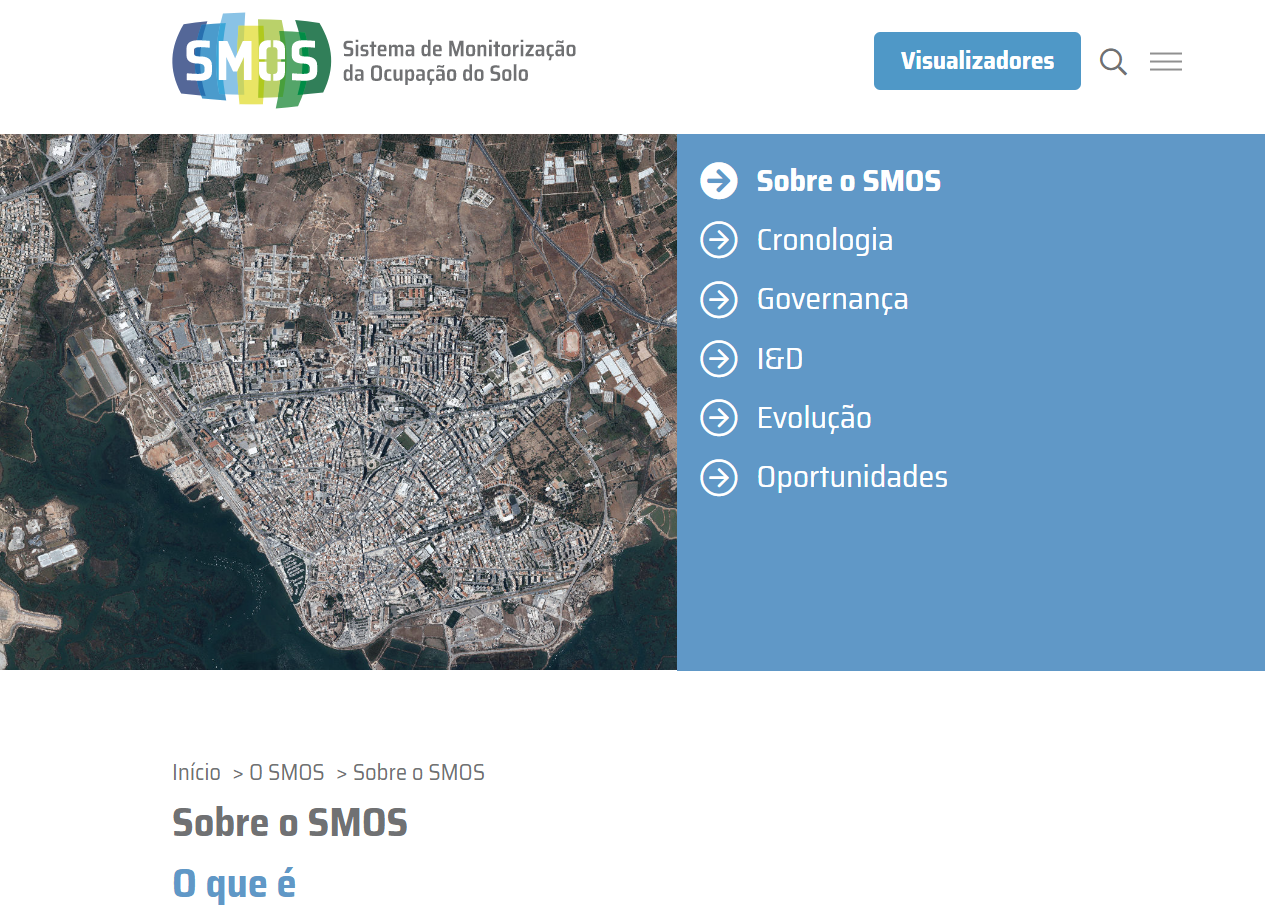 SMOS
Sistema de Monitorização
da Ocupação do Solo
Visualizadores
Sobre o SMOS
Cronologia
Governança
I&D
Evolução
Oportunidades
Início > O SMOS > Sobre o SMOS
Sobre o SMOS
O que é